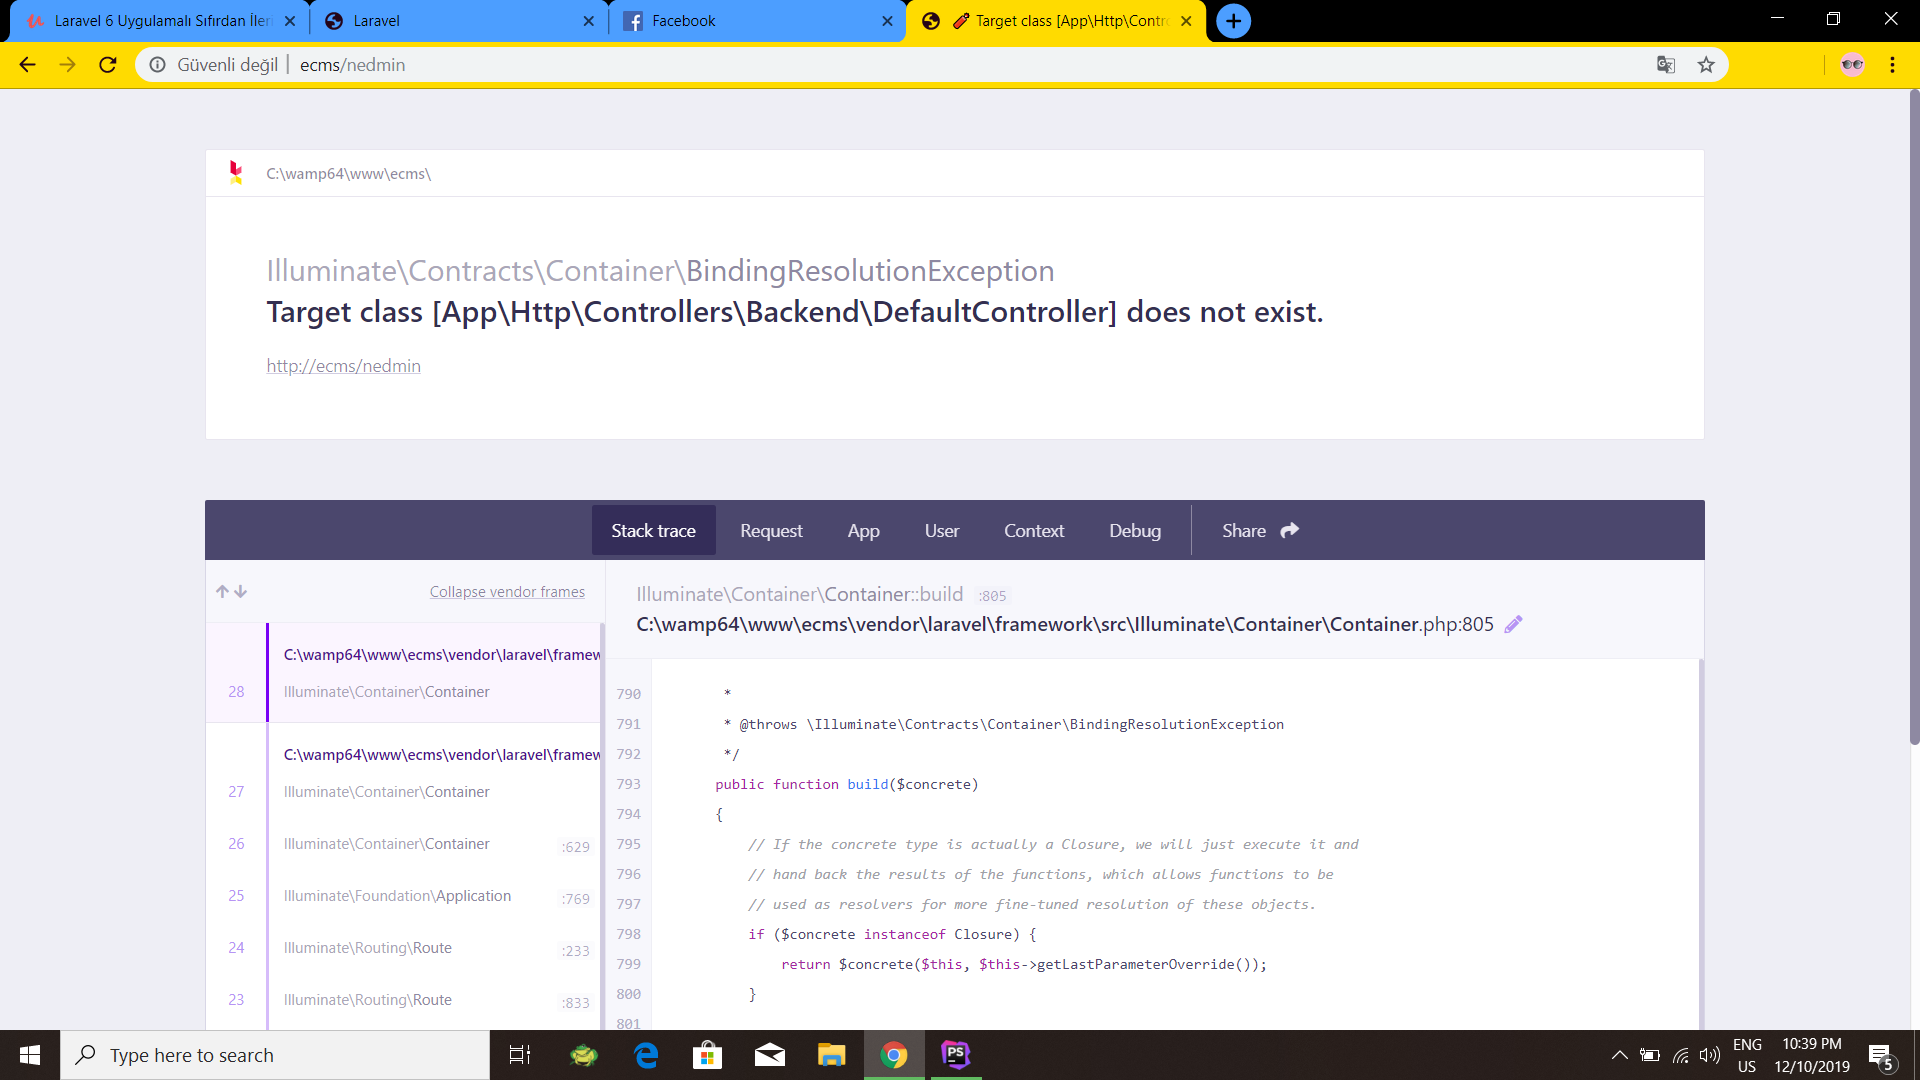 Laravel 6 Uygulamalı Sıfırdan İleri
Laravel
Facebook
Target class [App\Http\Contro
Güvenli değil
ecms/nedmin
C:\wamp64\www\ecms\
Illuminate\Contracts\Container\BindingResolutionException
Target class [App\Http\Controllers\Backend\DefaultController] does not exist.
http://ecms/nedmin
Stack trace
Request
App
User
Context
Debug
Share
Collapse vendor frames
C:\wamp64\www\ecms\vendor\laravel\framew
28 Illuminate\Container\Container
C:\wamp64\www\ecms\vendor\laravel\framew
27 Illuminate\Container\Container
26 Illuminate\Container\Container :629
25 Illuminate\Foundation\Application :769
24 Illuminate\Routing\Route :233
23 Illuminate\Routing\Route :833
Illuminate\Container\Container::build :805
C:\wamp64\www\ecms\vendor\laravel\framework\src\Illuminate\Container\Container.php:805
790 *
791 * @throws \Illuminate\Contracts\Container\BindingResolutionException
792 */
793 public function build($concrete)
794 {
795 // If the concrete type is actually a Closure, we will just execute it and
796 // hand back the results of the functions, which allows functions to be
797 // used as resolvers for more fine-tuned resolution of these objects.
798 if ($concrete instanceof Closure) {
799 return $concrete($this, $this->getLastParameterOverride());
800 }
801
Type here to search
PS
ENG
US
10:39 PM
12/10/2019
5